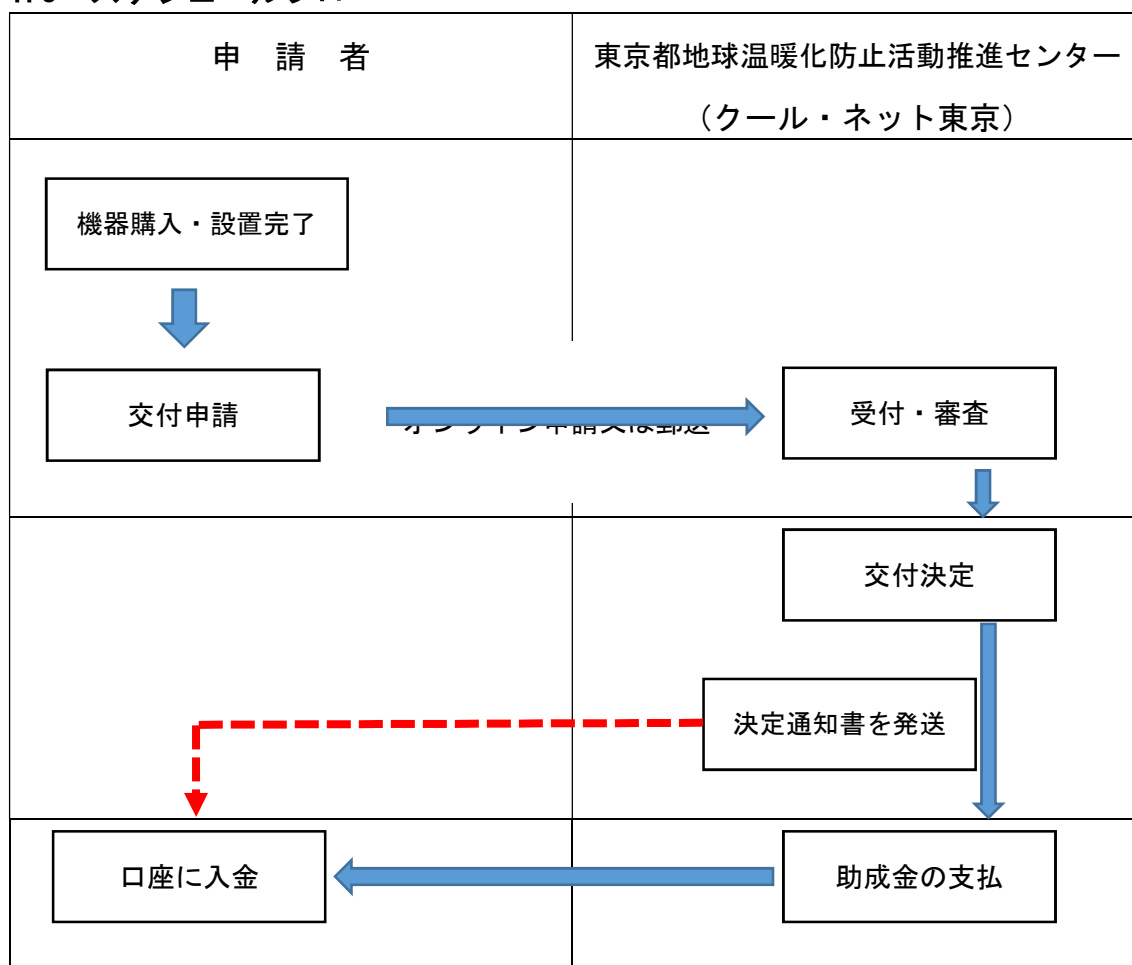 申　請　者
東京都地球温暖化防止活動推進センター
（クール・ネット東京）
機器購入・設置完了
交付申請
受付・審査
交付決定
決定通知書を発送
口座に入金
助成金の支払